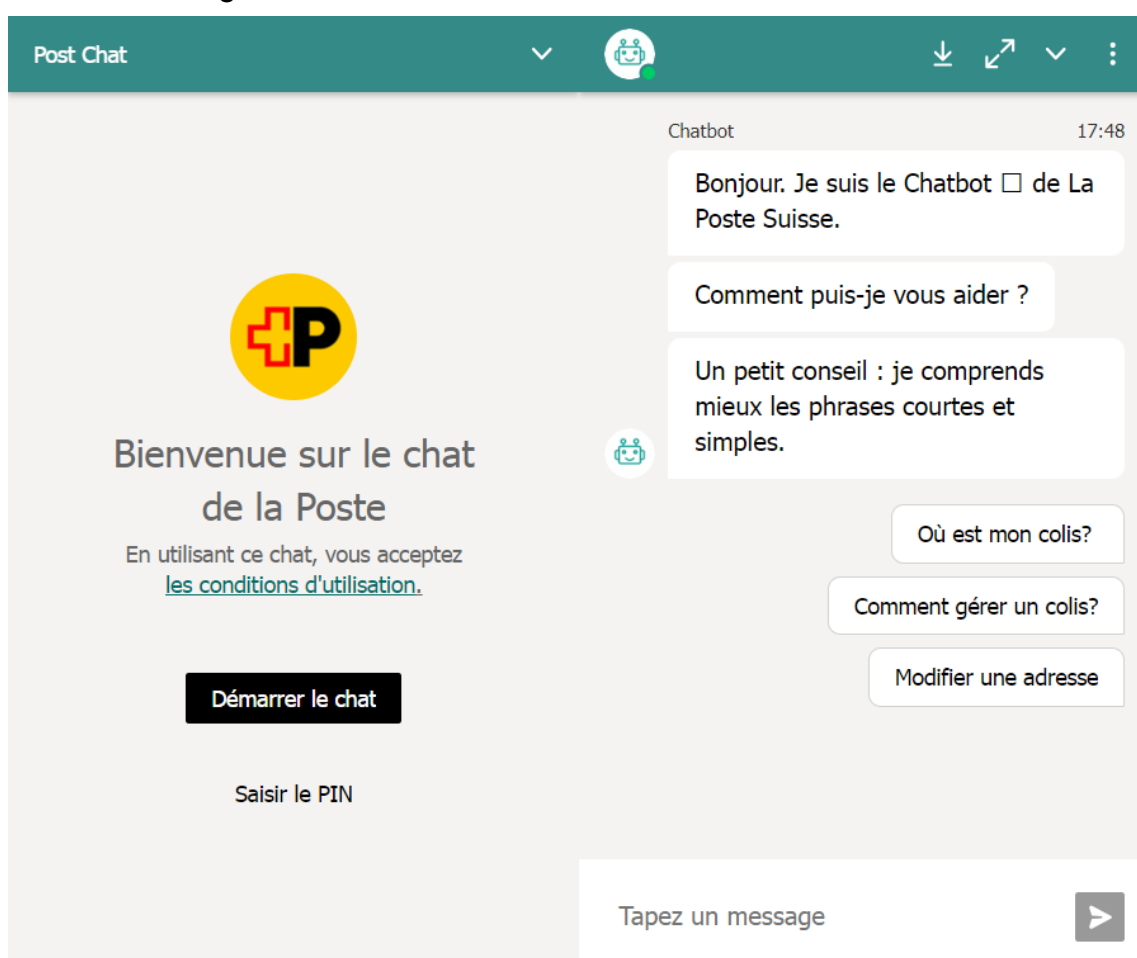 Post Chat
Bienvenue sur le chat
de la Poste
En utilisant ce chat, vous acceptez
les conditions d'utilisation.
Démarrer le chat
Saisir le PIN
Chatbot 17:48
Bonjour. Je suis le Chatbot □ de La
Poste Suisse.
Comment puis-je vous aider ?
Un petit conseil : je comprends
mieux les phrases courtes et
simples.
Où est mon colis?
Comment gérer un colis?
Modifier une adresse
Tapez un message